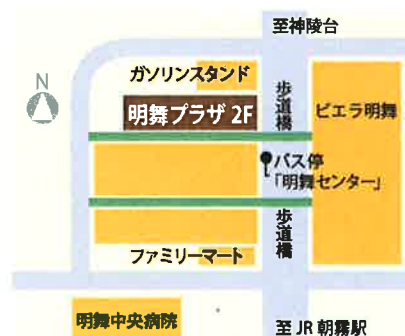 至神陵台
ガソリンスタンド
N
明舞プラザ 2F
歩道橋
ビエラ明舞
バス停
「明舞センター」
歩道橋
ファミリーマート
明舞中央病院
至 JR 朝霧駅